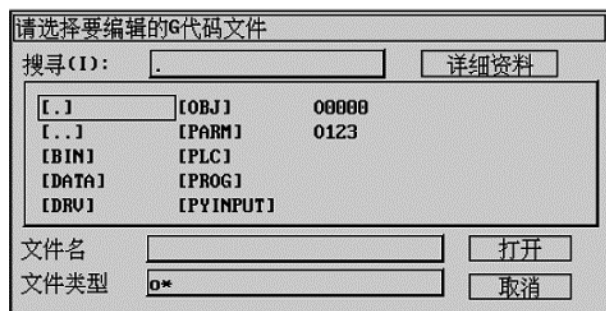 请选择要编辑的G代码文件
搜寻(I): . 详细资料
[.] [OBJ] O0000
[..] [PARM] O123
[BIN] [PLC]
[DATA] [PROG]
[DRV] [PYINPUT]
文件名 打开
文件类型 o* 取消